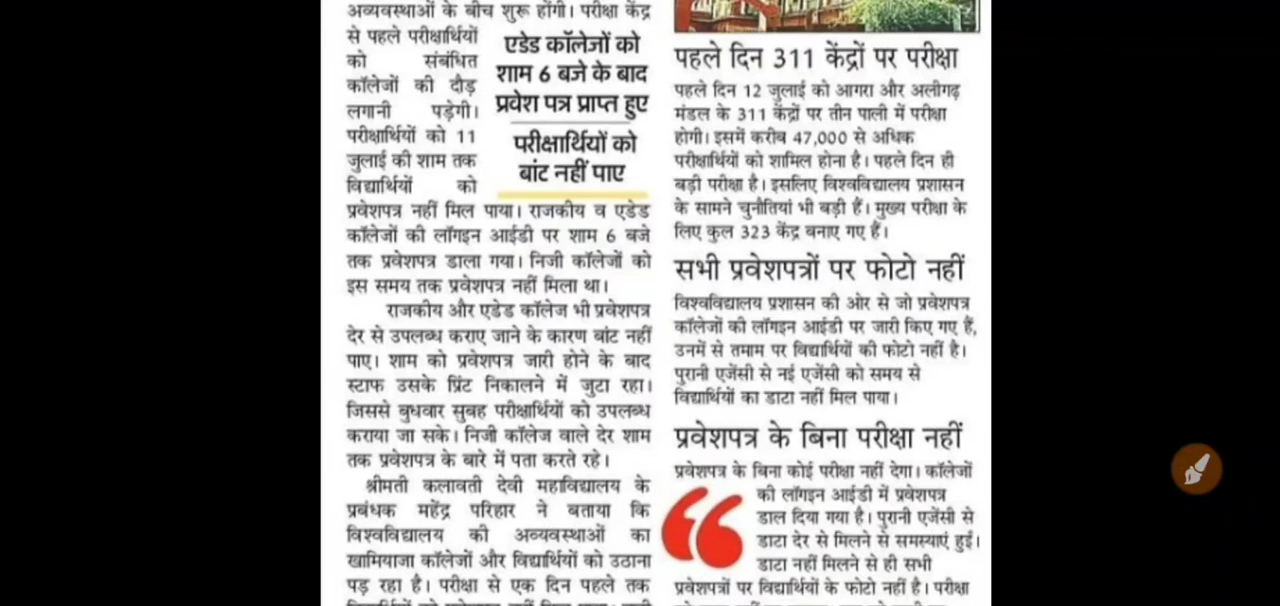 अव्यवस्थाओं के बीच शुरू होंगी। परीक्षा केंद्र
से पहले परीक्षार्थियों
को संबंधित
कॉलेजों की दौड़
लगानी पड़ेगी।
परीक्षार्थियों को 11
जुलाई की शाम तक
विद्यार्थियों को
प्रवेशपत्र नहीं मिल पाया। राजकीय व एडेड
कॉलेजों की लॉगइन आईडी पर शाम 6 बजे
तक प्रवेशपत्र डाला गया। निजी कॉलेजों को
इस समय तक प्रवेशपत्र नहीं मिला था।
राजकीय और एडेड कॉलेज भी प्रवेशपत्र
देर से उपलब्ध कराए जाने के कारण बांट नहीं
पाए। शाम को प्रवेशपत्र जारी होने के बाद
स्टाफ उसके प्रिंट निकालने में जुटा रहा।
जिससे बुधवार सुबह परीक्षार्थियों को उपलब्ध
कराया जा सके। निजी कॉलेज वाले देर शाम
तक प्रवेशपत्र के बारे में पता करते रहे।
श्रीमती कलावती देवी महाविद्यालय के
प्रबंधक महेंद्र परिहार ने बताया कि
विश्वविद्यालय की अव्यवस्थाओं का
खामियाजा कॉलेजों और विद्यार्थियों को उठाना
पड़ रहा है। परीक्षा से एक दिन पहले तक
एडेड कॉलेजों को
शाम 6 बजे के बाद
प्रवेश पत्र प्राप्त हुए
परीक्षार्थियों को
बांट नहीं पाए
पहले दिन 311 केंद्रों पर परीक्षा
पहले दिन 12 जुलाई को आगरा और अलीगढ़
मंडल के 311 केंद्रों पर तीन पाली में परीक्षा
होगी। इसमें करीब 47,000 से अधिक
परीक्षार्थियों को शामिल होना है। पहले दिन ही
बड़ी परीक्षा है। इसलिए विश्वविद्यालय प्रशासन
के सामने चुनौतियां भी बड़ी हैं। मुख्य परीक्षा के
लिए कुल 323 केंद्र बनाए गए हैं।
सभी प्रवेशपत्रों पर फोटो नहीं
विश्वविद्यालय प्रशासन की ओर से जो प्रवेशपत्र
कॉलेजों की लॉगइन आईडी पर जारी किए गए हैं,
उनमें से तमाम पर विद्यार्थियों की फोटो नहीं है।
पुरानी एजेंसी से नई एजेंसी को समय से
विद्यार्थियों का डाटा नहीं मिल पाया।
प्रवेशपत्र के बिना परीक्षा नहीं
प्रवेशपत्र के बिना कोई परीक्षा नहीं देगा। कॉलेजों
की लॉगइन आईडी में प्रवेशपत्र
डाल दिया गया है। पुरानी एजेंसी से
डाटा देर से मिलने से समस्याएं हुईं।
डाटा नहीं मिलने से ही सभी
प्रवेशपत्रों पर विद्यार्थियों के फोटो नहीं है। परीक्षा